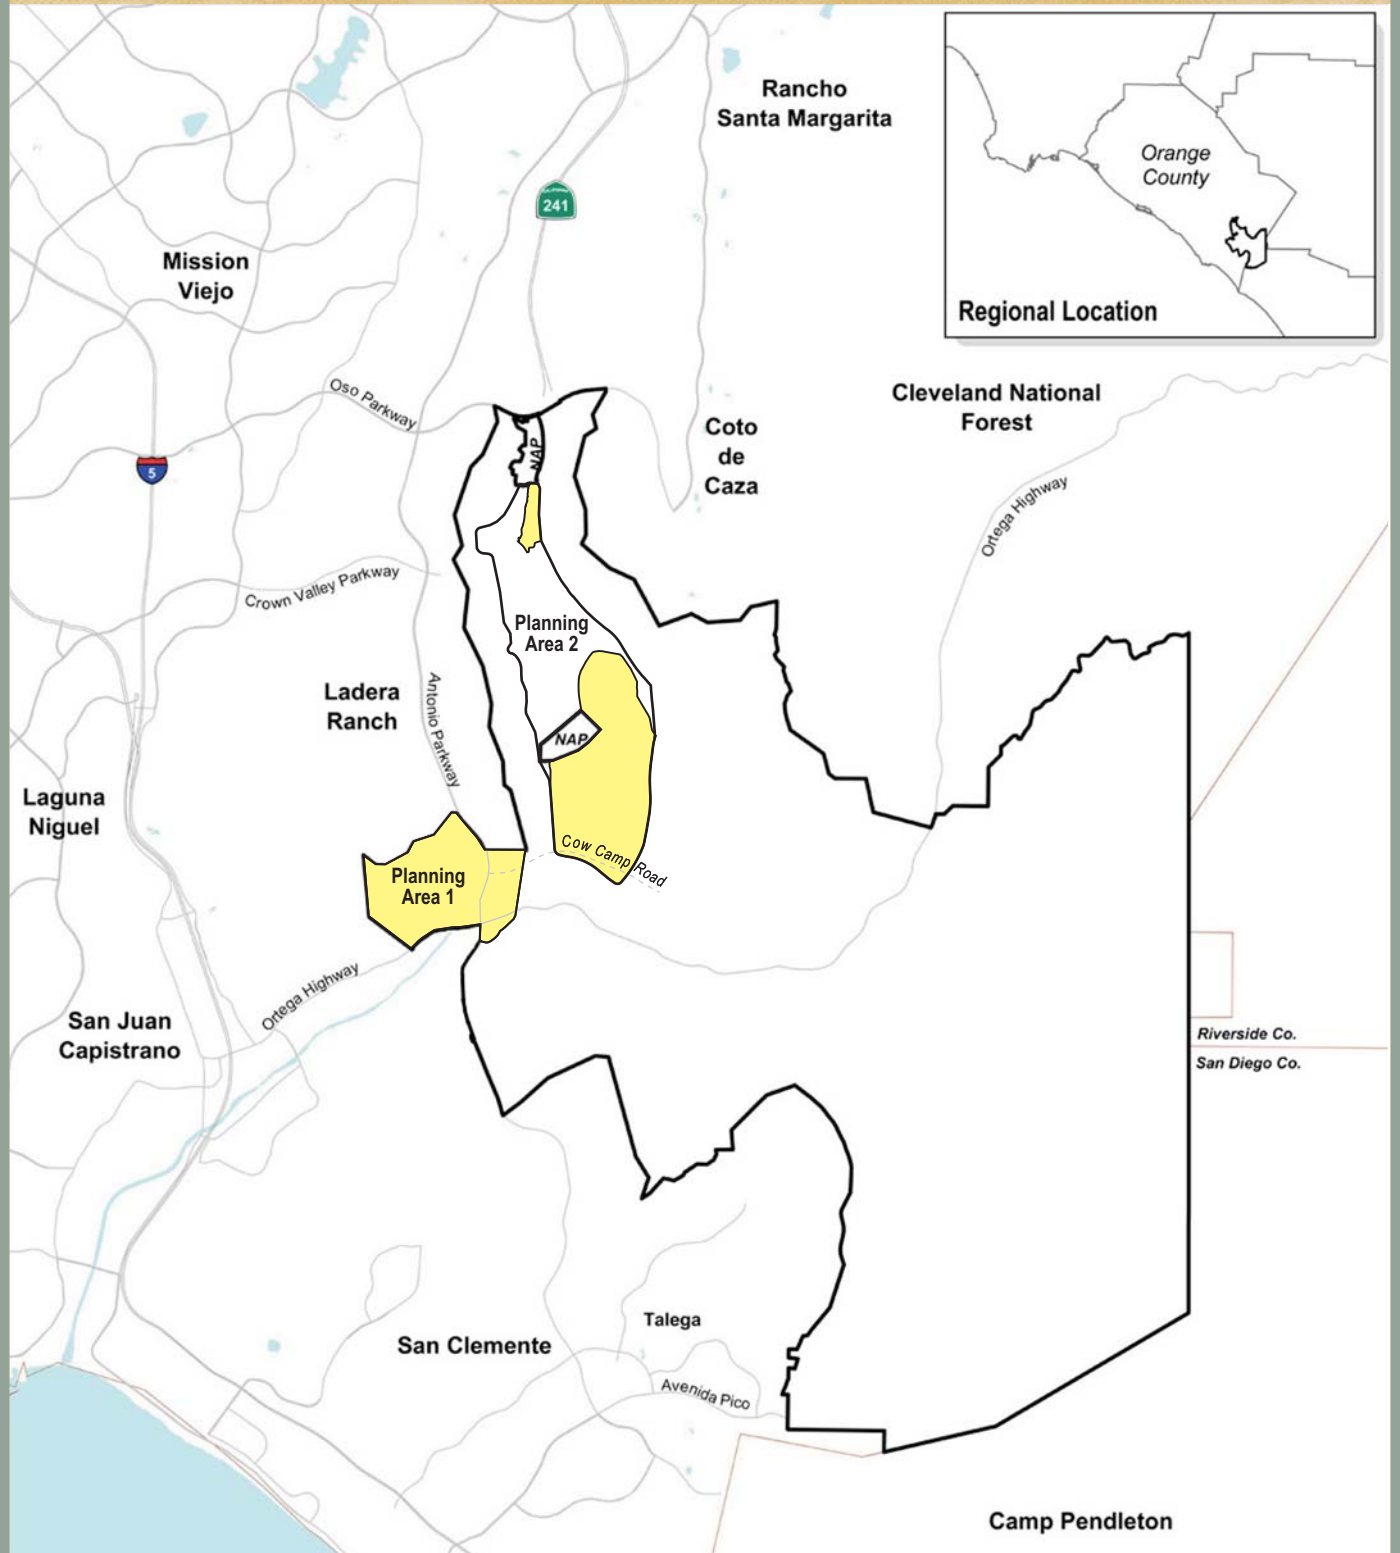 Rancho
Santa Margarita
Orange
County
Regional Location
CALIFORNIA
241
Mission
Viejo
Oso Parkway
Cleveland National
Forest
Coto
de
Caza
NAP
5
Ortega Highway
Crown Valley Parkway
Planning
Area 2
Ladera
Ranch
Antonio Parkway
NAP
Laguna
Niguel
Cow Camp Road
Planning
Area 1
Ortega Highway
San Juan
Capistrano
Riverside Co.
San Diego Co.
Talega
San Clemente
Avenida Pico
Camp Pendleton